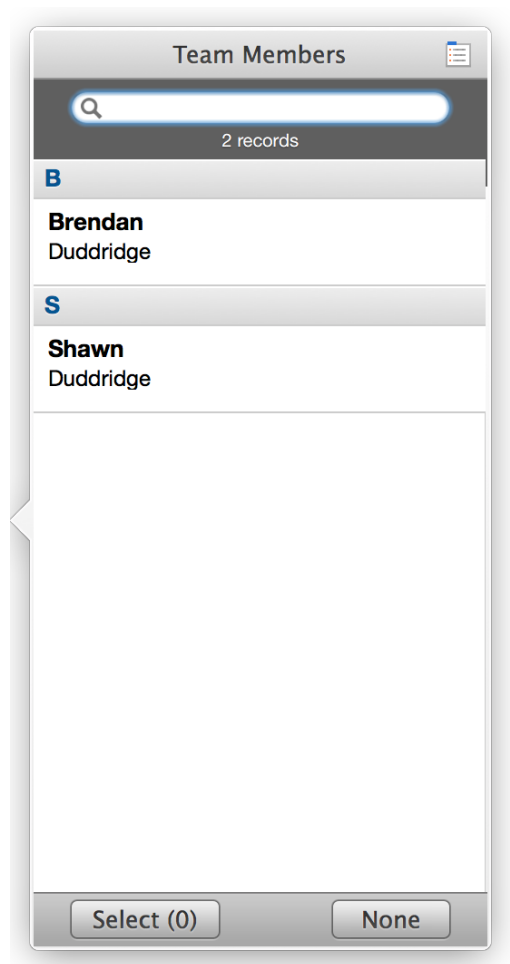 Team Members
2 records
B
Brendan
Duddridge
S
Shawn
Duddridge
Select (0)
None